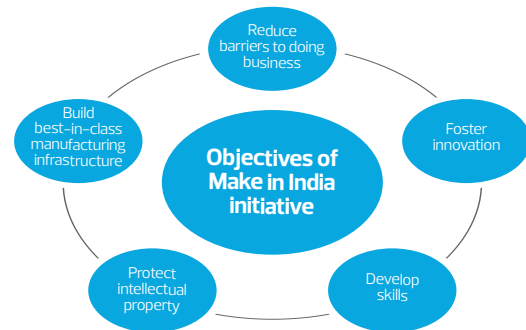 Reduce
barriers to doing
business
Foster
innovation
Develop
skills
Protect
intellectual
property
Build
best-in-class
manufacturing
infrastructure
Objectives of
Make in India
initiative